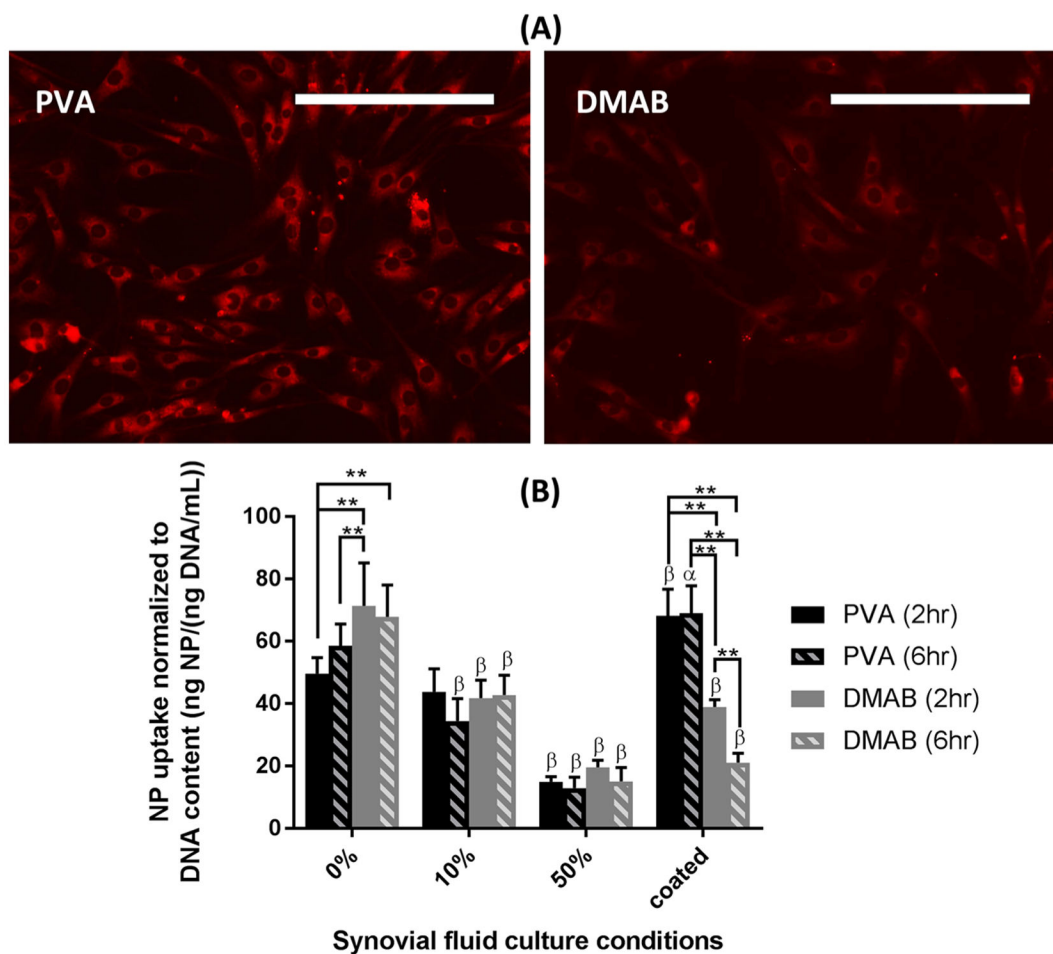 (A)
PVA
DMAB
(B)
NP uptake normalized to
DNA content (ng NP/(ng DNA/mL))
100
80
60
40
20
0
**
**
**
β
β
β
β
β
β
β
**
**
**
**
β
α
**
β
β
0%
10%
50%
coated
Synovial fluid culture conditions
PVA (2hr)
PVA (6hr)
DMAB (2hr)
DMAB (6hr)